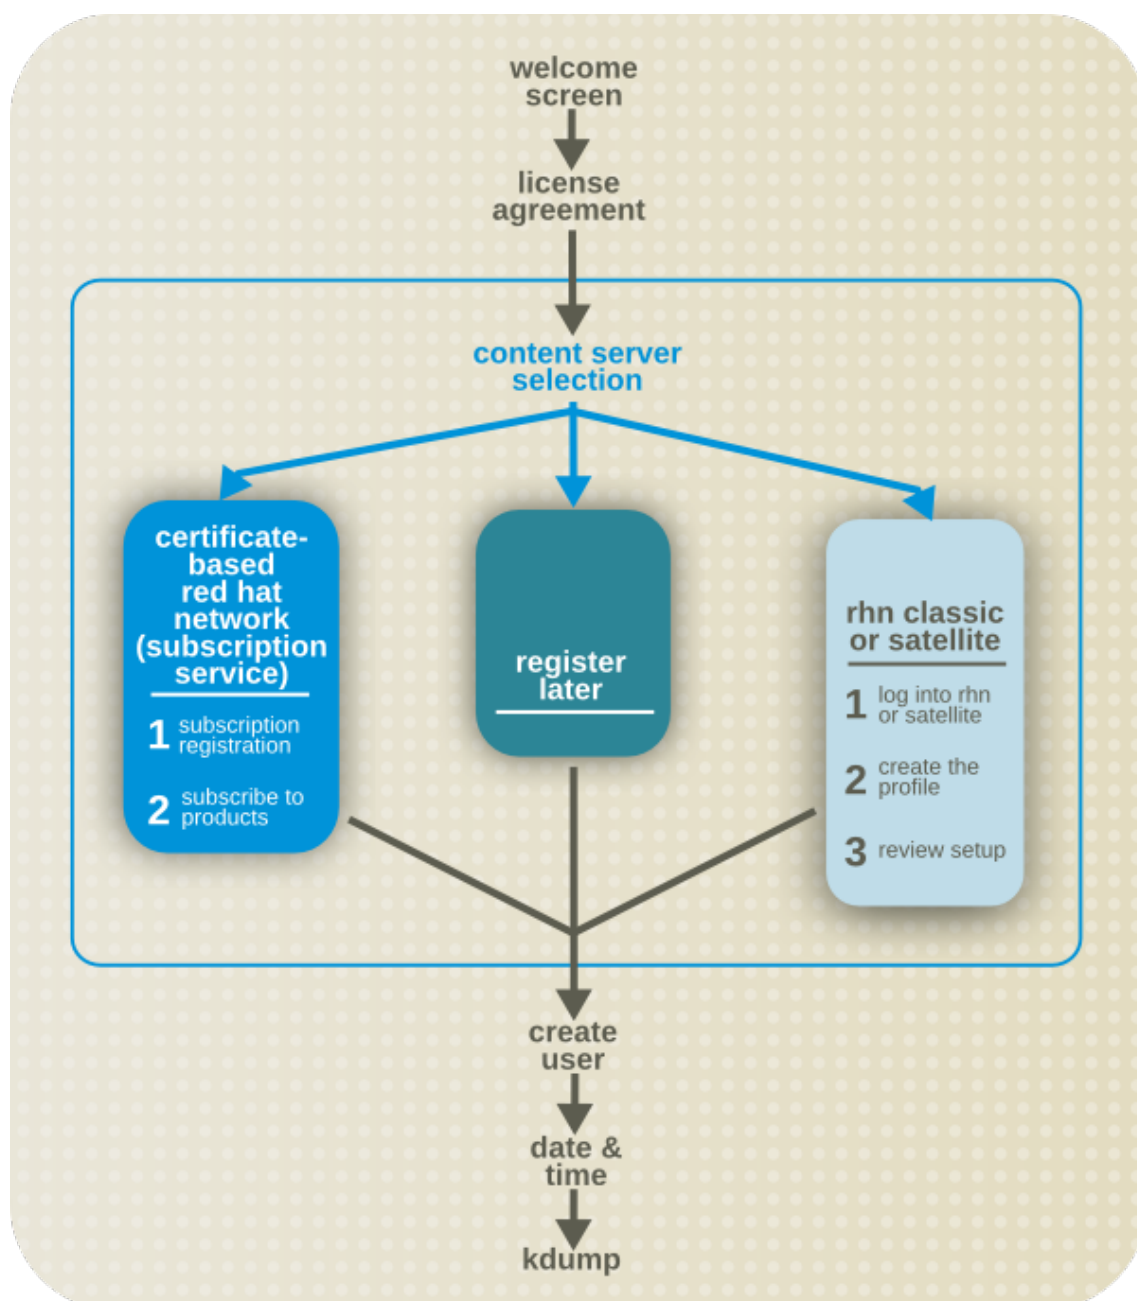 welcome
screen
license
agreement
content server
selection
certificate-
based
red hat
network
(subscription
service)
1 subscription
registration
2 subscribe to
products
register
later
rhn classic
or satellite
1 log into rhn
or satellite
2 create the
profile
3 review setup
create
user
date &
time
kdump